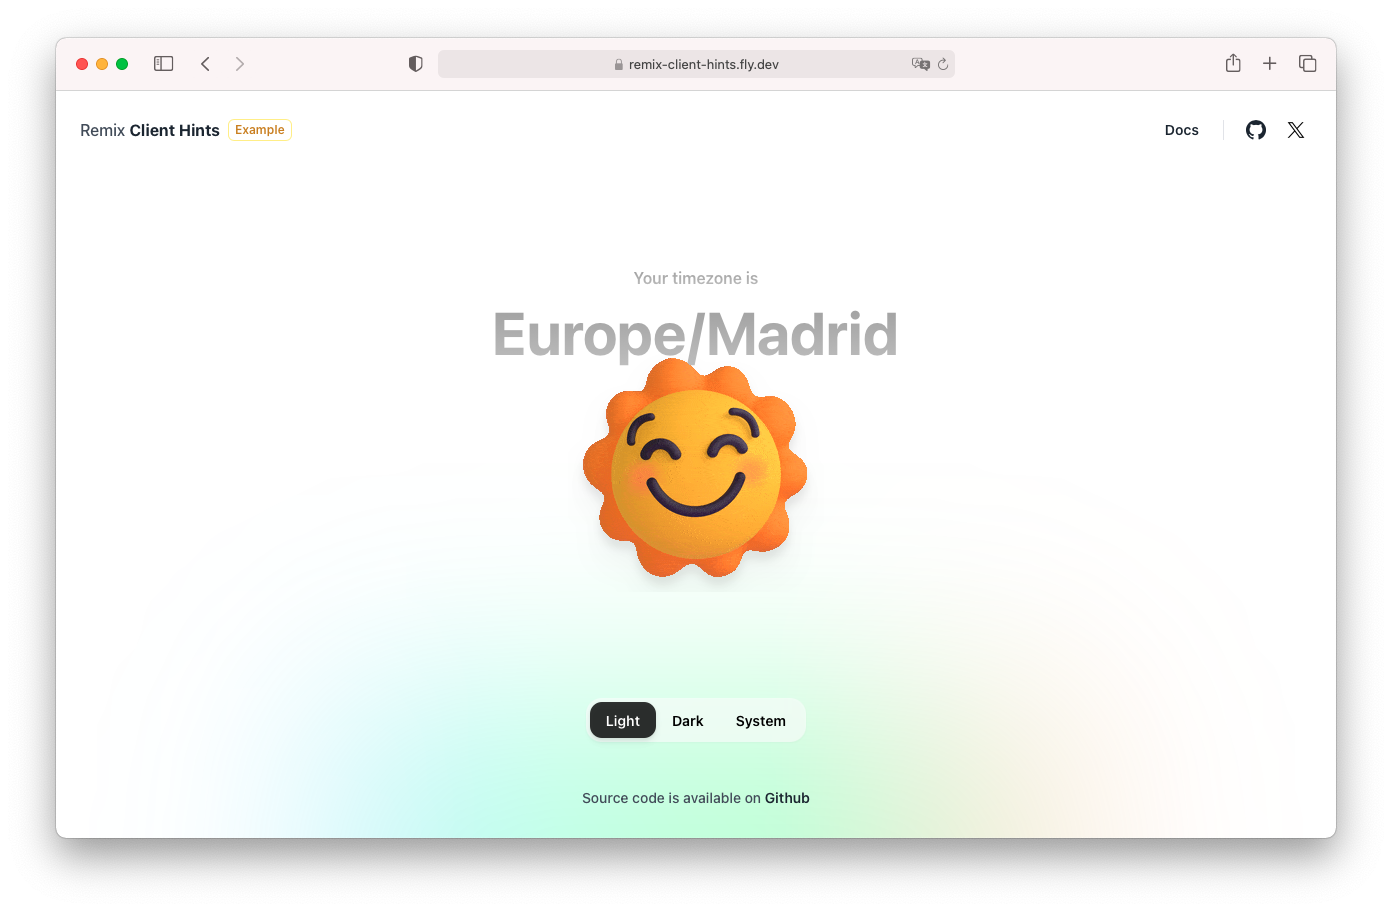 remix-client-hints.fly.dev
Remix Client Hints Example
Docs
Your timezone is
Europe/Madrid
Light Dark System
Source code is available on Github